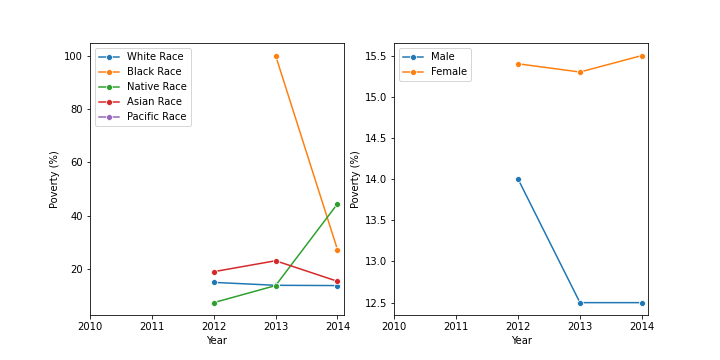 100
80
60
40
20
Poverty (%)
White Race
Black Race
Native Race
Asian Race
Pacific Race
2010 2011 2012 2013 2014
Year
15.5
15.0
14.5
14.0
13.5
13.0
12.5
Poverty (%)
Male
Female
2010 2011 2012 2013 2014
Year